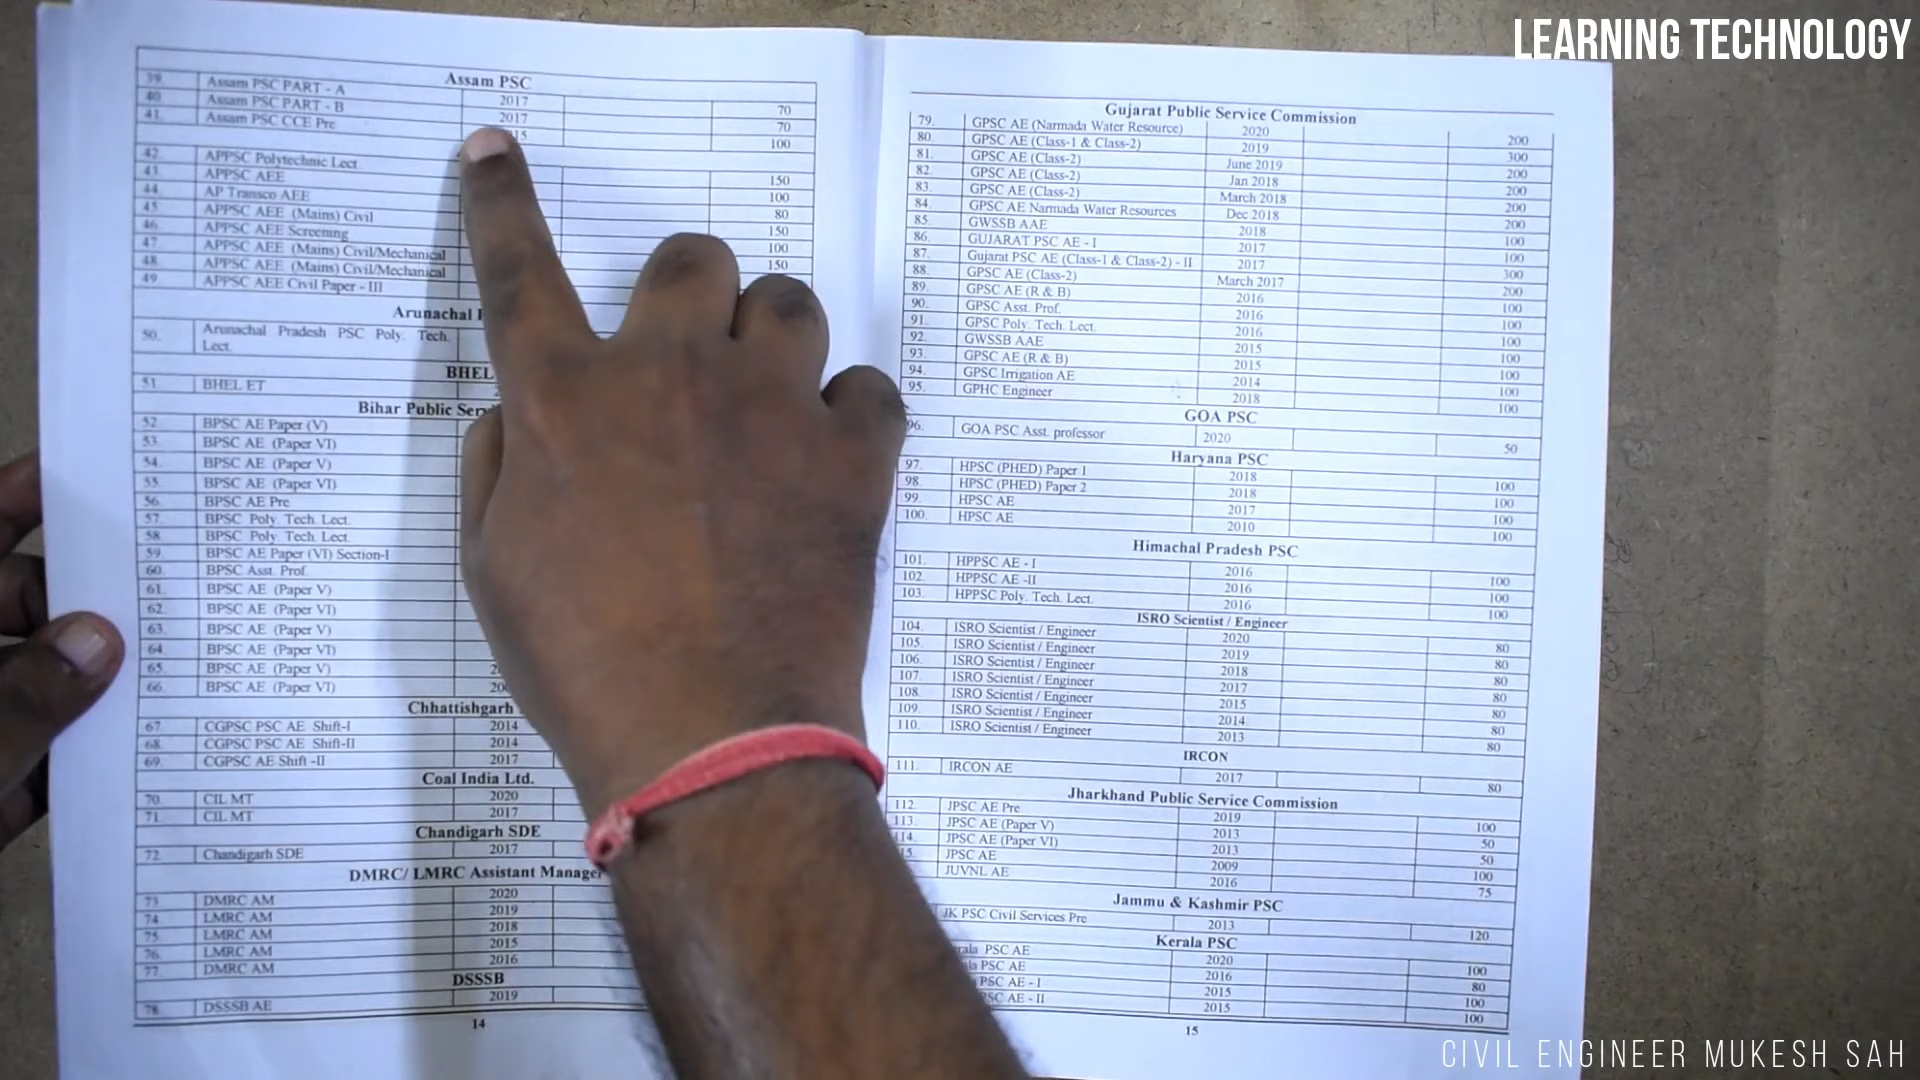 LEARNING TECHNOLOGY
Assam PSC
39. Assam PSC PART - A 2017 70
40. Assam PSC PART - B 2017 70
41. Assam PSC CCE Pre 100
42. APPSC Polytechnic Lect. 150
43. APPSC AEE 100
44. AP Transco AEE 80
45. APPSC AEE (Mains) Civil 150
46. APPSC AEE Screening 100
47. APPSC AEE (Mains) Civil/Mechanical 150
48. APPSC AEE (Mains) Civil/Mechanical
49. APPSC AEE Civil Paper - III
Arunachal
50. Arunachal Pradesh PSC Poly. Tech.
Lect.
BHEL
51. BHEL ET
Bihar Public
52. BPSC AE Paper (V)
53. BPSC AE (Paper VI)
54. BPSC AE (Paper V)
55. BPSC AE (Paper VI)
56. BPSC AE Pre
57. BPSC Poly. Tech. Lect.
58. BPSC Poly. Tech. Lect.
59. BPSC AE Paper (VI) Section-I
60. BPSC Asst. Prof.
61. BPSC AE (Paper V)
62. BPSC AE (Paper VI)
63. BPSC AE (Paper V)
64. BPSC AE (Paper VI)
65. BPSC AE (Paper V)
66. BPSC AE (Paper VI)
Chhattishgarh
67. CGPSC PSC AE Shift-I 2014
68. CGPSC PSC AE Shift-II 2014
69. CGPSC AE Shift -II 2017
Coal India Ltd.
70. CIL MT 2020
71. CIL MT 2017
Chandigarh SDE
72. Chandigarh SDE 2017
DMRC/ LMRC Assistant Manager
73. DMRC AM 2020
74. LMRC AM 2019
75. LMRC AM 2018
76. LMRC AM 2015
77. DMRC AM 2016
DSSSB
78. DSSSB AE 2019
14
Gujarat Public Service Commission
79. GPSC AE (Narmada Water Resource) 2020 200
80. GPSC AE (Class-1 & Class-2) 2019 300
81. GPSC AE (Class-2) June 2019 200
82. GPSC AE (Class-2) Jan 2018 200
83. GPSC AE (Class-2) March 2018 200
84. GPSC AE Narmada Water Resources Dec 2018 200
85. GWSSB AAE 2018 100
86. GUJARAT PSC AE - I 2017 100
87. Gujarat PSC AE (Class-1 & Class-2) - II 2017 300
88. GPSC AE (Class-2) March 2017 200
89. GPSC AE (R & B) 2016 100
90. GPSC Asst. Prof. 2016 100
91. GPSC Poly. Tech. Lect. 2016 100
92. GWSSB AAE 2015 100
93. GPSC AE (R & B) 2015 100
94. GPSC Irrigation AE 2014 100
95. GPHC Engineer 2018 100
GOA PSC
96. GOA PSC Asst. professor 2020 50
Haryana PSC
97. HPSC (PHED) Paper 1 2018 100
98. HPSC (PHED) Paper 2 2018 100
99. HPSC AE 2017 100
100. HPSC AE 2010 100
Himachal Pradesh PSC
101. HPPSC AE - I 2016 100
102. HPPSC AE -II 2016 100
103. HPPSC Poly. Tech. Lect. 2016 100
ISRO Scientist / Engineer
104. ISRO Scientist / Engineer 2020 80
105. ISRO Scientist / Engineer 2019 80
106. ISRO Scientist / Engineer 2018 80
107. ISRO Scientist / Engineer 2017 80
108. ISRO Scientist / Engineer 2015 80
109. ISRO Scientist / Engineer 2014 80
110. ISRO Scientist / Engineer 2013 80
IRCON
111. IRCON AE 2017 80
Jharkhand Public Service Commission
112. JPSC AE Pre 2019 100
113. JPSC AE (Paper V) 2013 50
114. JPSC AE (Paper VI) 2013 50
JPSC AE 2009 100
JUVNL AE 2016 75
Jammu & Kashmir PSC
JK PSC Civil Services Pre 2013 120
Kerala PSC
PSC AE 2020 100
PSC AE 2016 80
PSC AE - I 2015 100
AE - II 2015 100
15
CIVIL ENGINEER MUKESH SAH